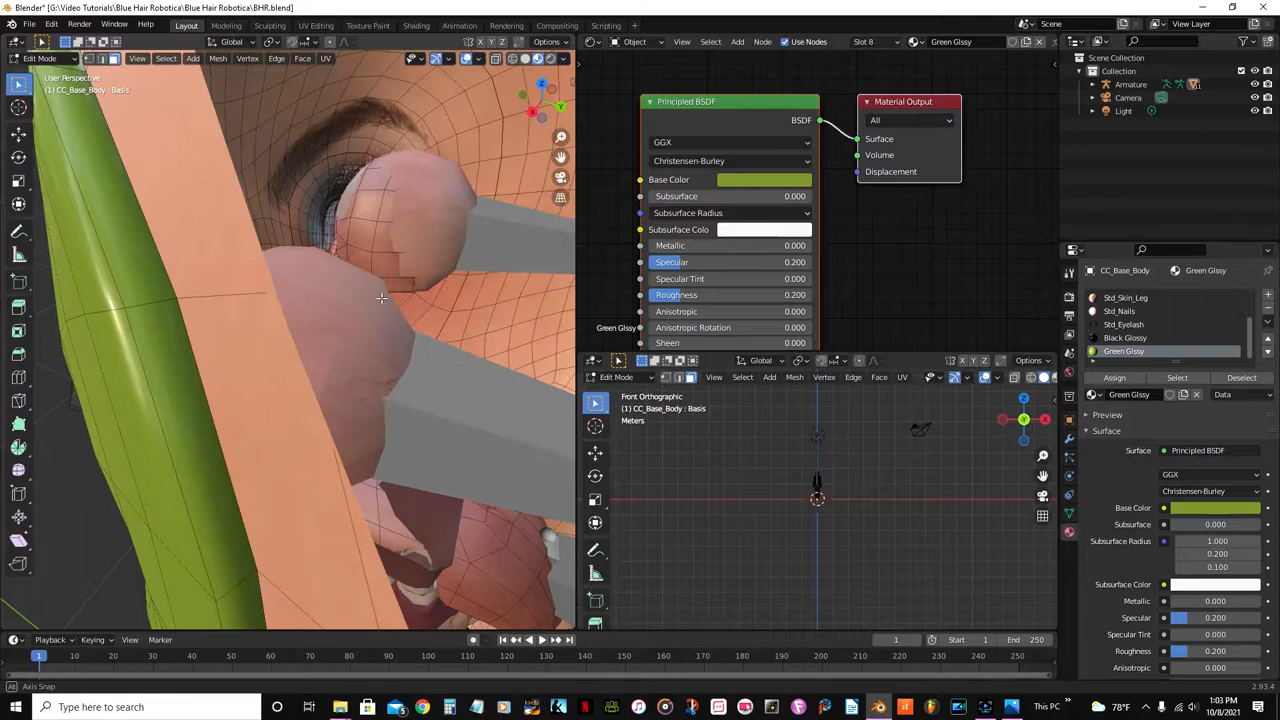 Blender* [G:\Video Tutorials\Blue Hair Robotica\Blue Hair Robotica\BHR.blend]
File Edit Render Window Help Layout Modeling Sculpting UV Editing Texture Paint Shading Animation Rendering Compositing Scripting Scene View Layer
Global Options Object View Select Add Node Use Nodes Slot 8 Green Glssy
Edit Mode View Select Add Mesh Vertex Edge Face UV
User Perspective
(1) CC_Base_Body : Basis
Scene Collection
Collection
Armature
Camera
Light
Principled BSDF
BSDF
GGX
Christensen-Burley
Base Color
Subsurface 0.000
Subsurface Radius
Subsurface Colo
Metallic 0.000
Specular 0.200
Specular Tint 0.000
Roughness 0.200
Anisotropic 0.000
Anisotropic Rotation 0.000
Sheen 0.000
Material Output
All
Surface
Volume
Displacement
Green Glssy
Global Options
Edit Mode View Select Add Mesh Vertex Edge Face UV
Front Orthographic
(1) CC_Base_Body : Basis
Meters
CC_Base_Body Green Glssy
Std_Skin_Leg
Std_Nails
Std_Eyelash
Black Glossy
Green Glssy
Assign Select Deselect
Green Glssy Data
Preview
Surface
Surface Principled BSDF
GGX
Christensen-Burley
Base Color
Subsurface 0.000
Subsurface Radius 1.000
0.200
0.100
Subsurface Color
Metallic 0.000
Specular 0.200
Specular Tint 0.000
Roughness 0.200
Anisotropic 0.000
Playback Keying View Marker 1 Start 1 End 250
1 10 20 30 40 50 60 70 80 90 100 110 120 130 140 150 160 170 180 190 200 210 220 230 240 250
Axis Snap 2.93.4
Type here to search This PC 78°F 1:03 PM
10/8/2021
X Y Z
X Y Z
Z
Y
X
Z
Y
X